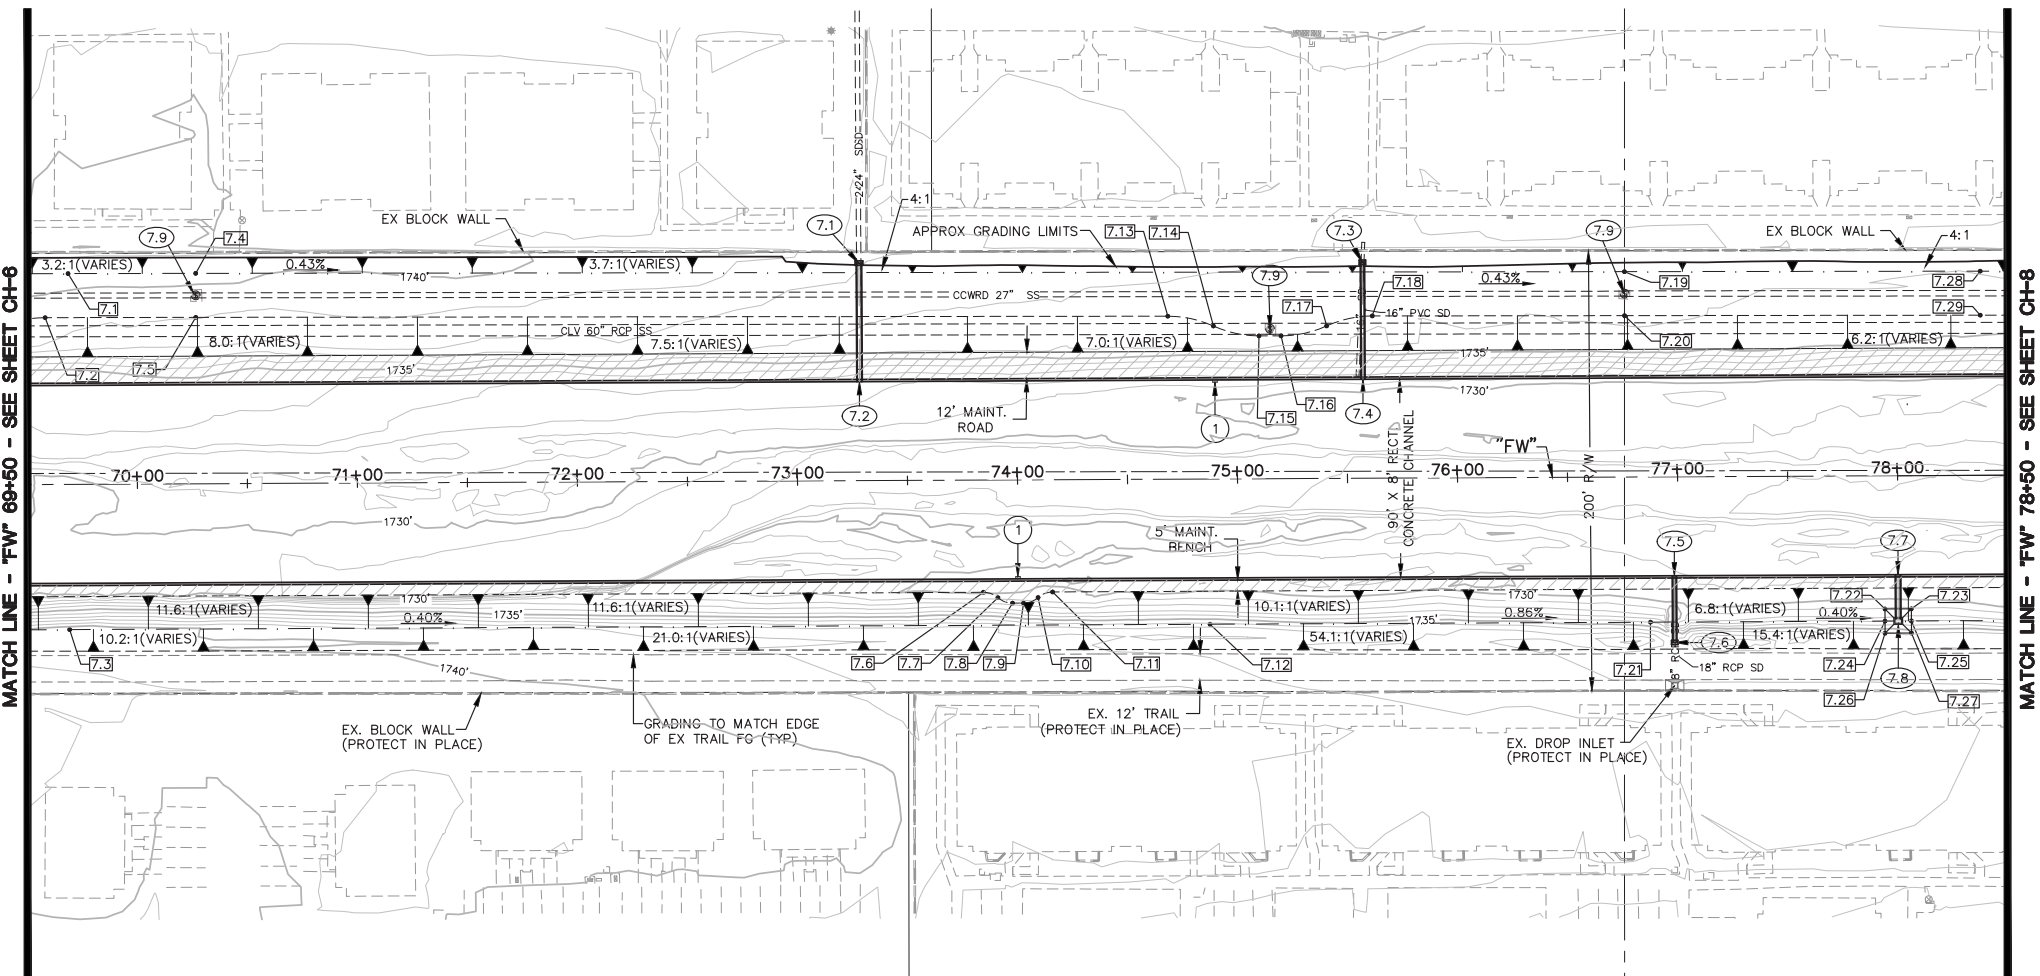 MATCH LINE - "FW" 69+50 - SEE SHEET CH-6
2-24" SD
SD
EX BLOCK WALL
7.1
4:1
APPROX GRADING LIMITS
7.13
7.14
7.3
7.9
EX BLOCK WALL
4:1
7.9
7.4
3.2:1(VARIES)
0.43%
1740'
3.7:1(VARIES)
7.9
7.18
0.43%
7.19
7.28
7.1
CCWRD 27" SS
7.17
16" PVC SD
7.29
CLV 60" RCP SS
8.0:1(VARIES)
7.5:1(VARIES)
7.0:1(VARIES)
7.20
6.2:1(VARIES)
7.2
7.5
1735'
1735'
1730'
7.2
12' MAINT.
ROAD
7.16
7.15
7.4
1
90' X 8' RECT.
CONCRETE CHANNEL
200' R/W
"FW"
70+00
71+00
72+00
73+00
74+00
75+00
76+00
77+00
78+00
1730'
1
5' MAINT.
BENCH
7.5
7.7
11.6:1(VARIES)
1730'
0.40%
1735'
11.6:1(VARIES)
10.1:1(VARIES)
1730'
0.86%
1735'
6.8:1(VARIES)
7.22
7.23
0.40%
10.2:1(VARIES)
21.0:1(VARIES)
54.1:1(VARIES)
7.6
15.4:1(VARIES)
7.3
1740'
7.6
7.7
7.8
7.9
7.10
7.11
7.12
7.21
18" RCP SD
7.24
7.25
7.8
7.26
7.27
EX. BLOCK WALL
(PROTECT IN PLACE)
GRADING TO MATCH EDGE
OF EX TRAIL FG (TYP)
EX. 12' TRAIL
(PROTECT IN PLACE)
EX. DROP INLET
(PROTECT IN PLACE)
MATCH LINE - "FW" 78+50 - SEE SHEET CH-8